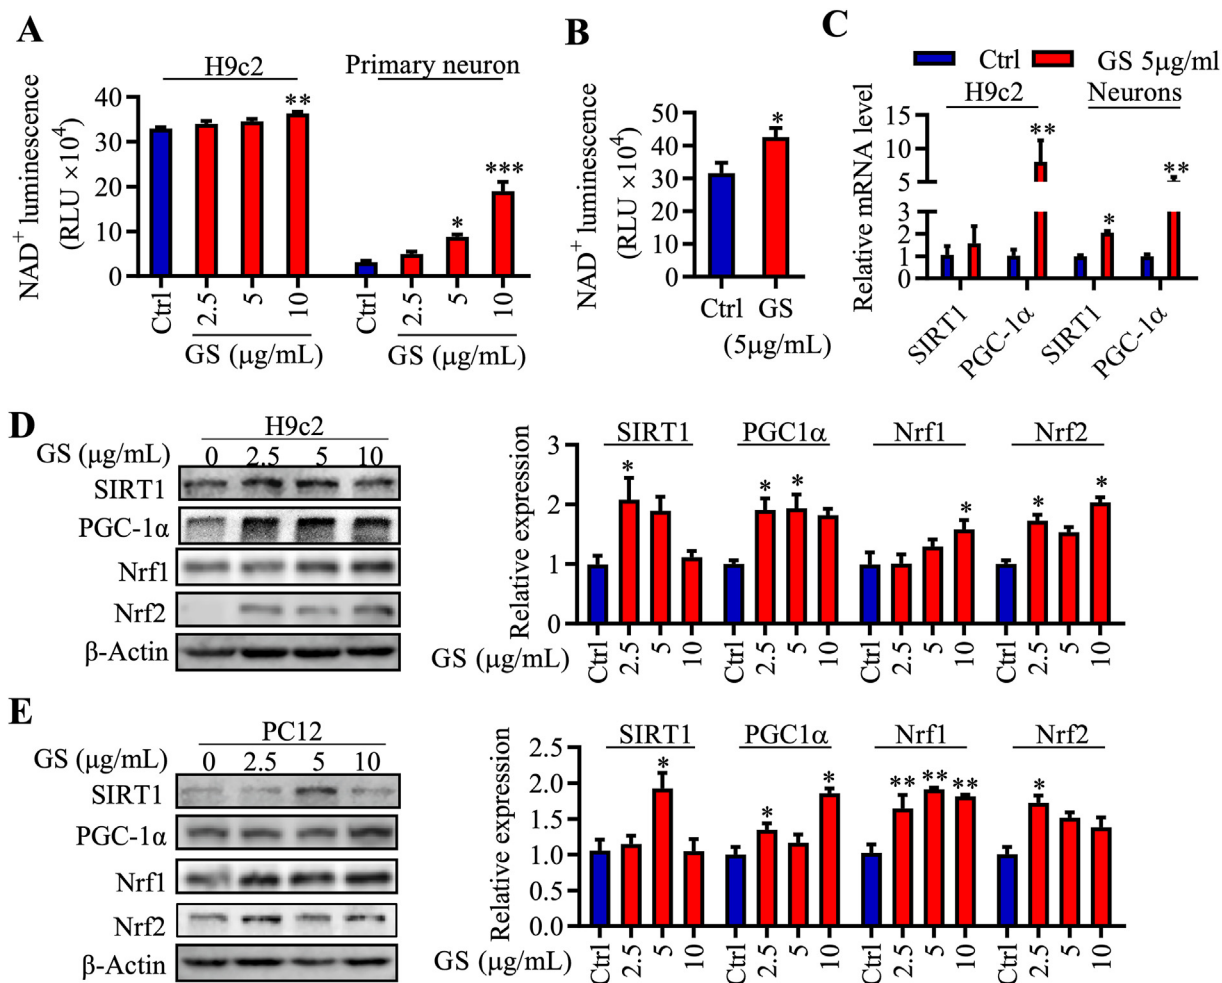 A
H9c2
Primary neuron
NAD+ luminescence
(RLU ×10⁴)
40
30
20
10
0
**
*
***
Ctrl
2.5
5
10
Ctrl
2.5
5
10
GS (μg/mL)
GS (μg/mL)
B
NAD+ luminescence
(RLU ×10⁴)
50
40
30
20
10
0
*
Ctrl
GS
(5μg/mL)
C
Ctrl
GS 5μg/ml
H9c2
Neurons
Relative mRNA level
15
10
5
3
2
1
0
**
*
**
SIRT1
PGC-1α
SIRT1
PGC-1α
D
H9c2
GS (μg/mL)
0 2.5 5 10
SIRT1
PGC-1α
Nrf1
Nrf2
β-Actin
SIRT1
PGC1α
Nrf1
Nrf2
Relative expression
3
2
1
0
*
*
*
*
*
*
GS (μg/mL)
Ctrl
2.5
5
10
Ctrl
2.5
5
10
Ctrl
2.5
5
10
Ctrl
2.5
5
10
E
PC12
GS (μg/mL)
0 2.5 5 10
SIRT1
PGC-1α
Nrf1
Nrf2
β-Actin
SIRT1
PGC1α
Nrf1
Nrf2
Relative expression
2.5
2.0
1.5
1.0
0.5
0.0
*
*
*
**
**
**
*
GS (μg/mL)
Ctrl
2.5
5
10
Ctrl
2.5
5
10
Ctrl
2.5
5
10
Ctrl
2.5
5
10